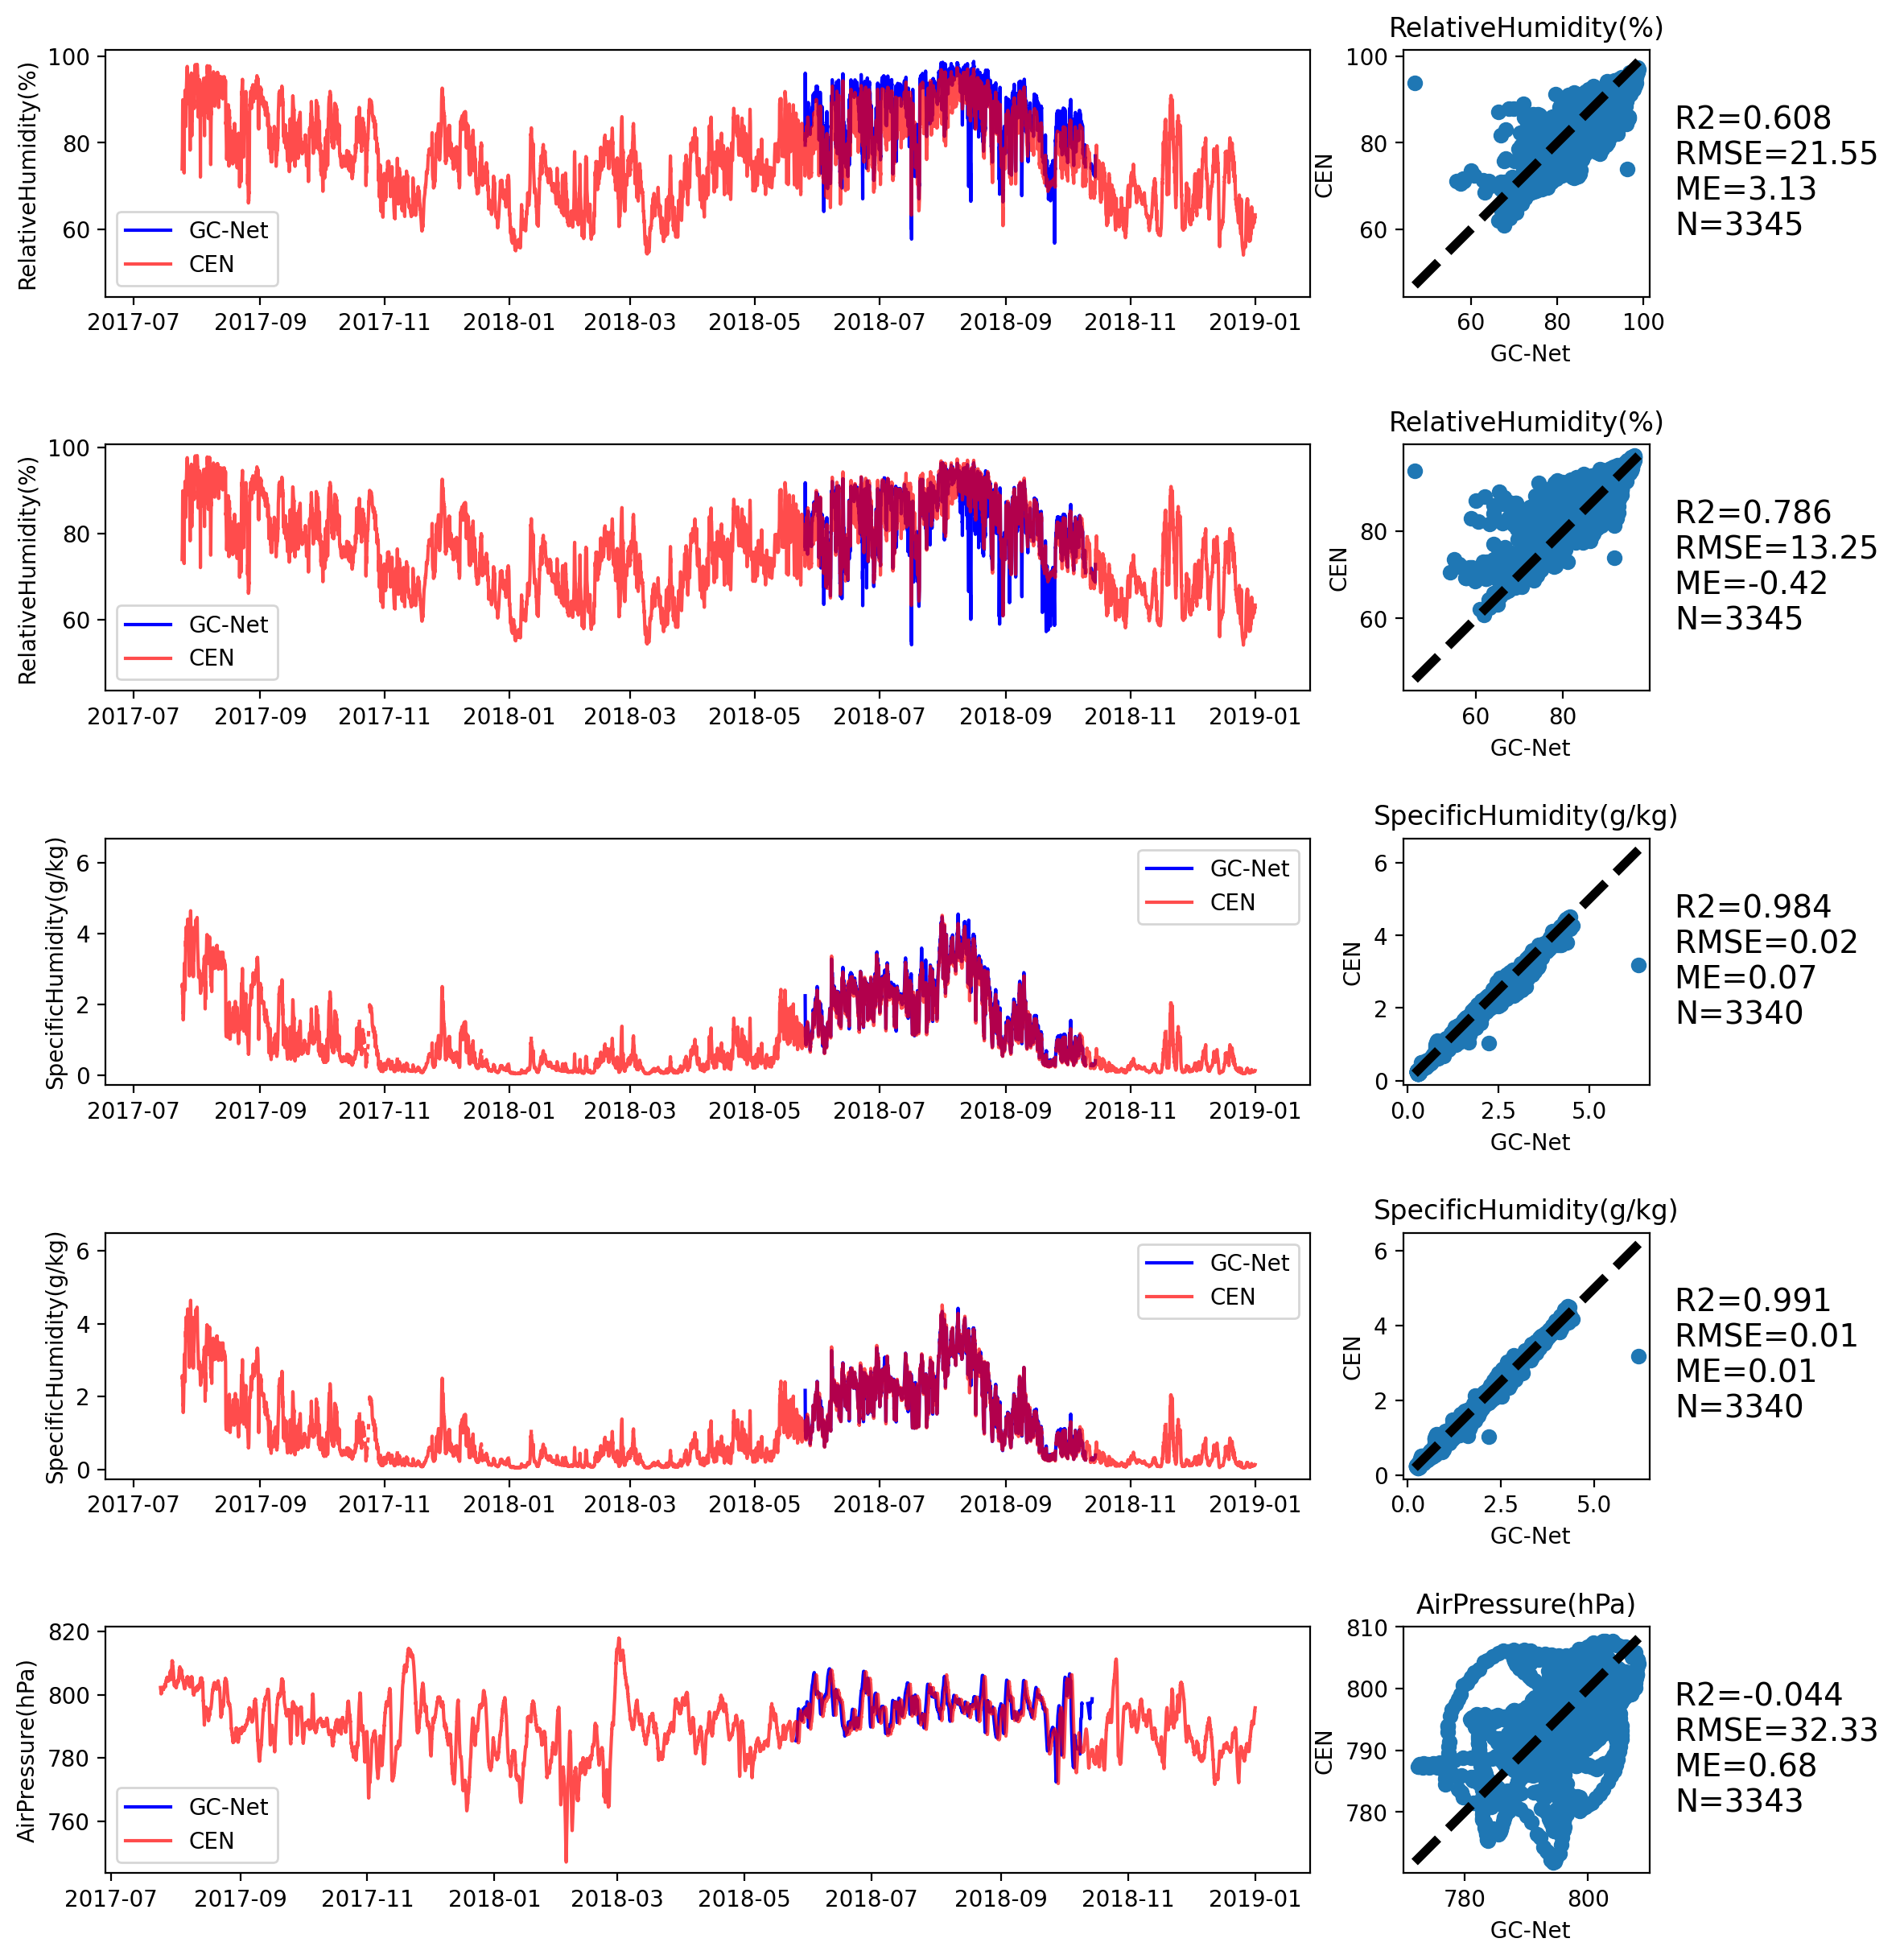 RelativeHumidity(%)
100
80
60
RelativeHumidity(%)
GC-Net
CEN
2017-07 2017-09 2017-11 2018-01 2018-03 2018-05 2018-07 2018-09 2018-11 2019-01
100
80
60
CEN
60 80 100
GC-Net
R2=0.608
RMSE=21.55
ME=3.13
N=3345
RelativeHumidity(%)
100
80
60
RelativeHumidity(%)
GC-Net
CEN
2017-07 2017-09 2017-11 2018-01 2018-03 2018-05 2018-07 2018-09 2018-11 2019-01
80
60
CEN
60 80
GC-Net
R2=0.786
RMSE=13.25
ME=-0.42
N=3345
SpecificHumidity(g/kg)
6
4
2
0
SpecificHumidity(g/kg)
GC-Net
CEN
2017-07 2017-09 2017-11 2018-01 2018-03 2018-05 2018-07 2018-09 2018-11 2019-01
6
4
2
0
CEN
0.0 2.5 5.0
GC-Net
R2=0.984
RMSE=0.02
ME=0.07
N=3340
SpecificHumidity(g/kg)
6
4
2
0
SpecificHumidity(g/kg)
GC-Net
CEN
2017-07 2017-09 2017-11 2018-01 2018-03 2018-05 2018-07 2018-09 2018-11 2019-01
6
4
2
0
CEN
0.0 2.5 5.0
GC-Net
R2=0.991
RMSE=0.01
ME=0.01
N=3340
AirPressure(hPa)
820
800
780
760
AirPressure(hPa)
GC-Net
CEN
2017-07 2017-09 2017-11 2018-01 2018-03 2018-05 2018-07 2018-09 2018-11 2019-01
810
800
790
780
CEN
780 800
GC-Net
R2=-0.044
RMSE=32.33
ME=0.68
N=3343